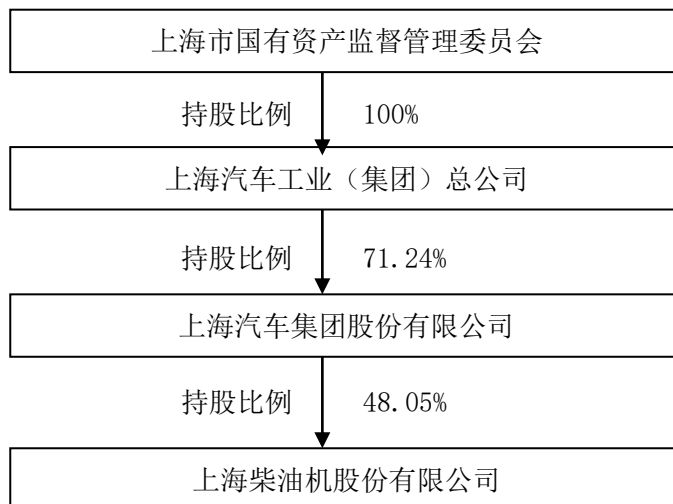 上海市国有资产监督管理委员会
持股比例 100%
上海汽车工业（集团）总公司
持股比例 71.24%
上海汽车集团股份有限公司
持股比例 48.05%
上海柴油机股份有限公司